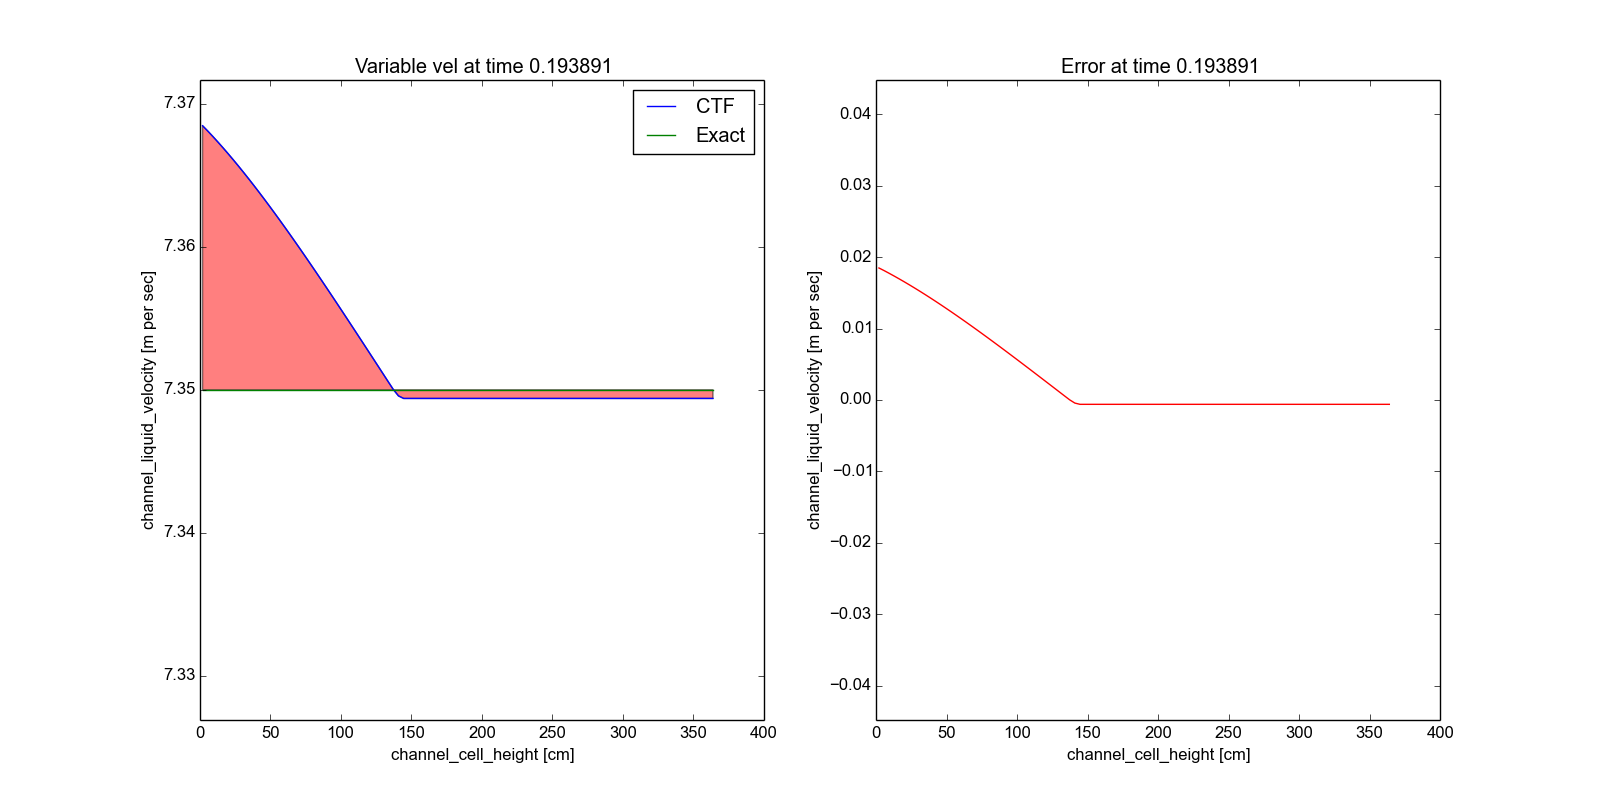 Variable vel at time 0.193891
7.37
7.36
7.35
7.34
7.33
channel_liquid_velocity [m per sec]
CTF
Exact
0 50 100 150 200 250 300 350 400
channel_cell_height [cm]
Error at time 0.193891
0.04
0.03
0.02
0.01
0.00
−0.01
−0.02
−0.03
−0.04
channel_liquid_velocity [m per sec]
0 50 100 150 200 250 300 350 400
channel_cell_height [cm]